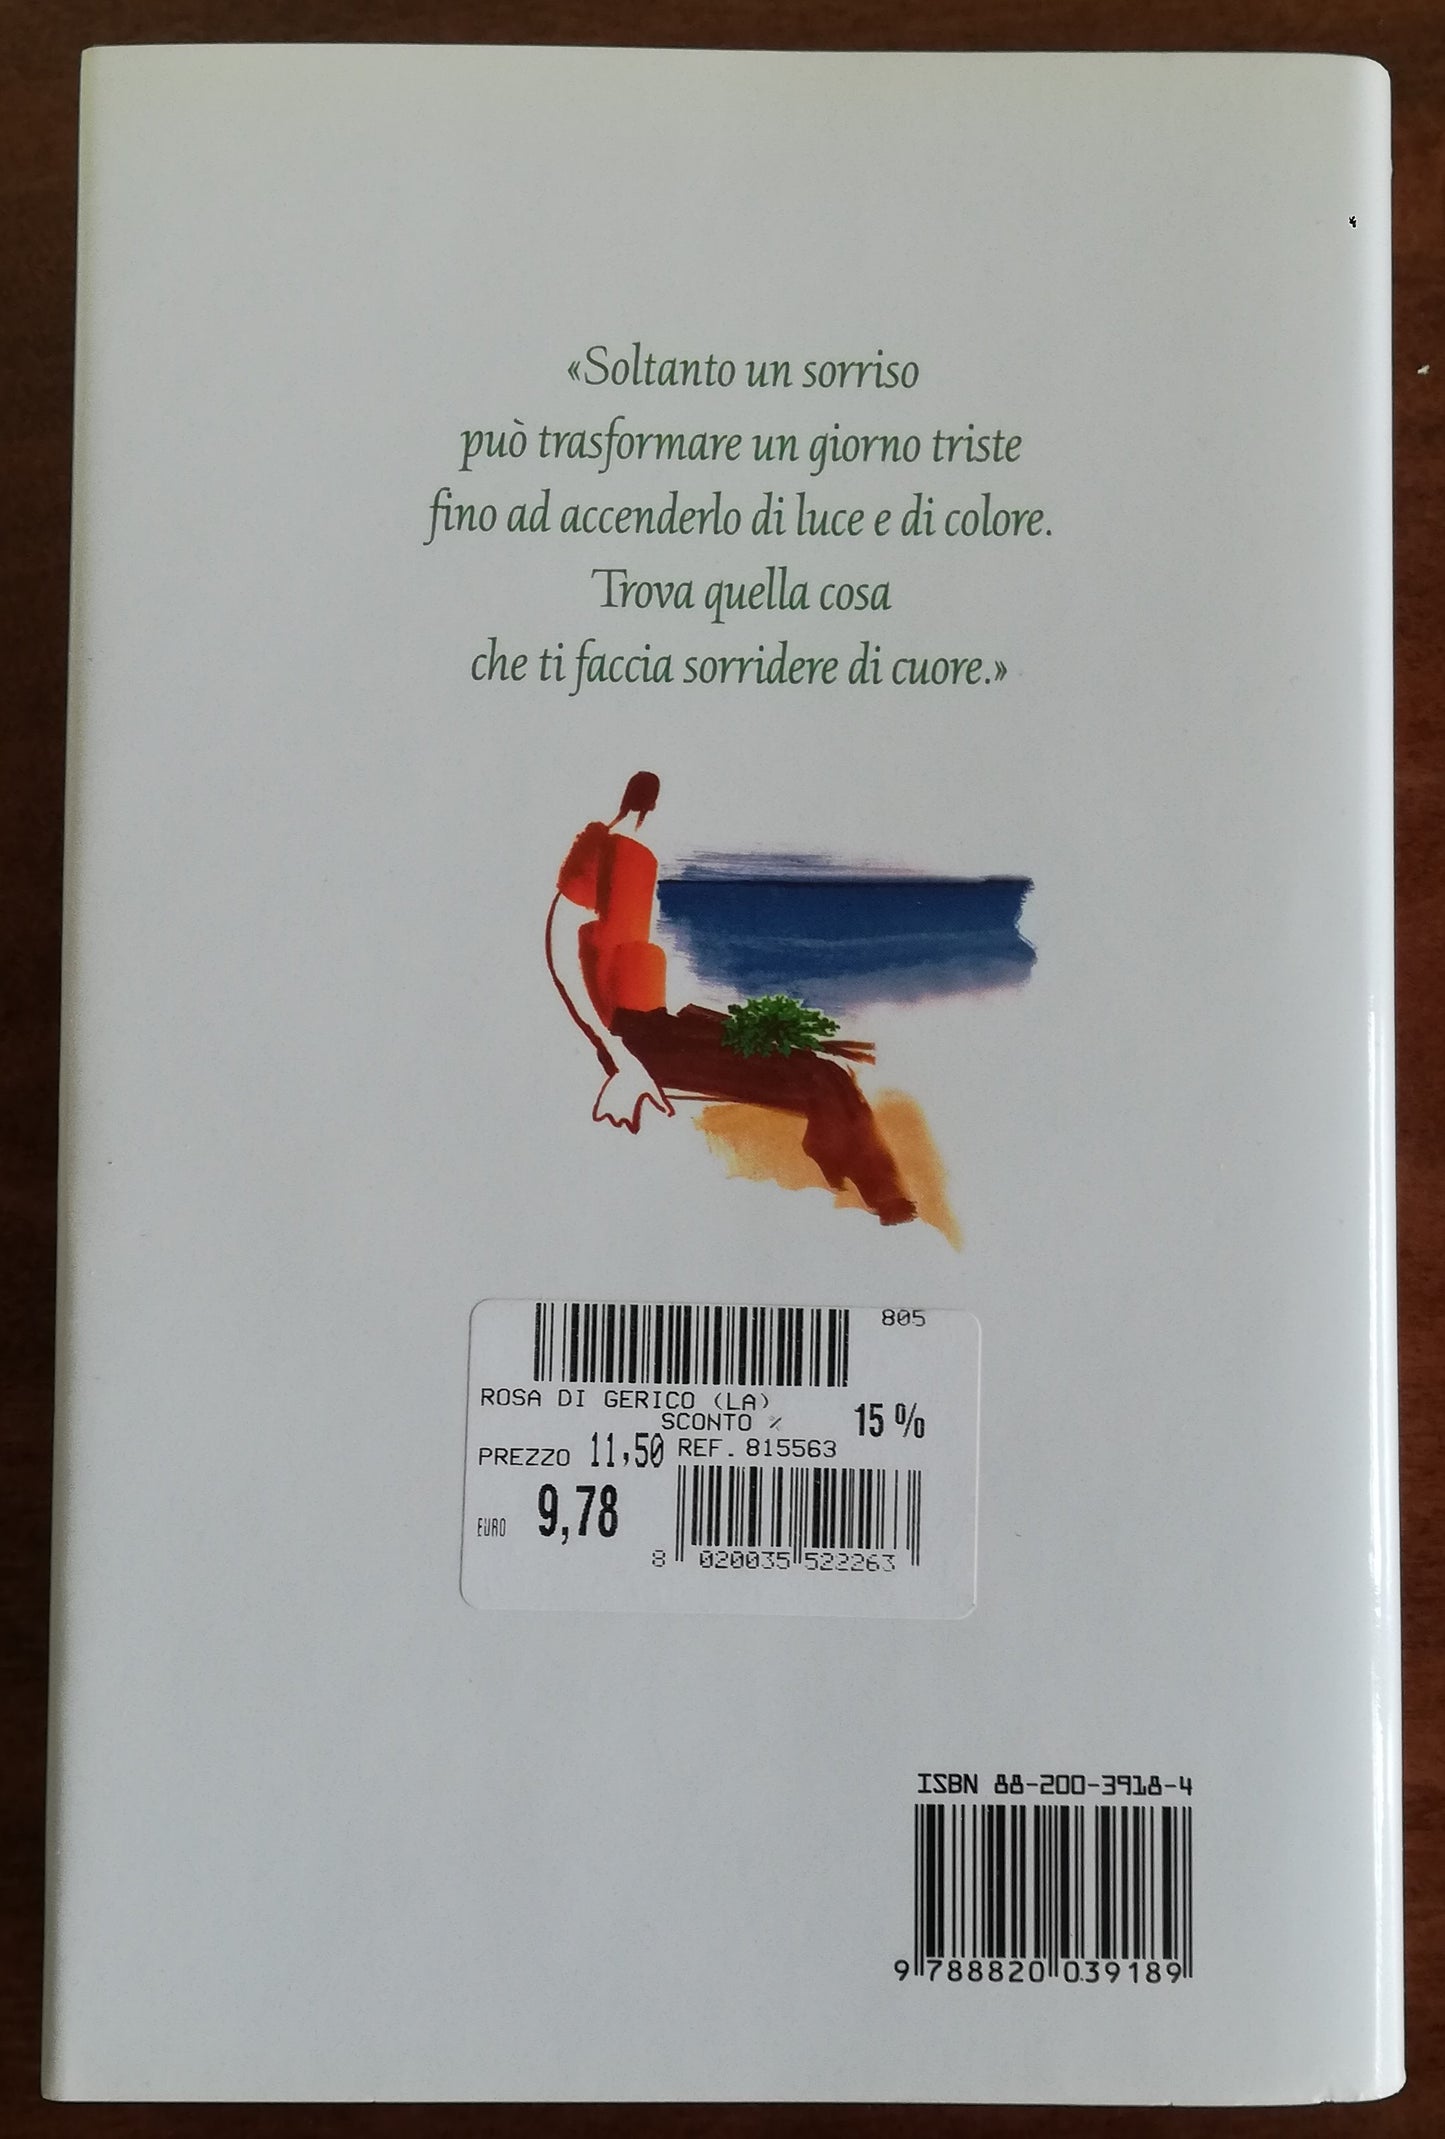 «Soltanto un sorriso
può trasformare un giorno triste
fino ad accenderlo di luce e di colore.
Trova quella cosa
che ti faccia sorridere di cuore.»
805
ROSA DI GERICO (LA)
SCONTO % 15 %
PREZZO 11,50 REF. 815563
EURO 9,78
8 020035 522263
ISBN 88-200-3918-4
9 788820 039189